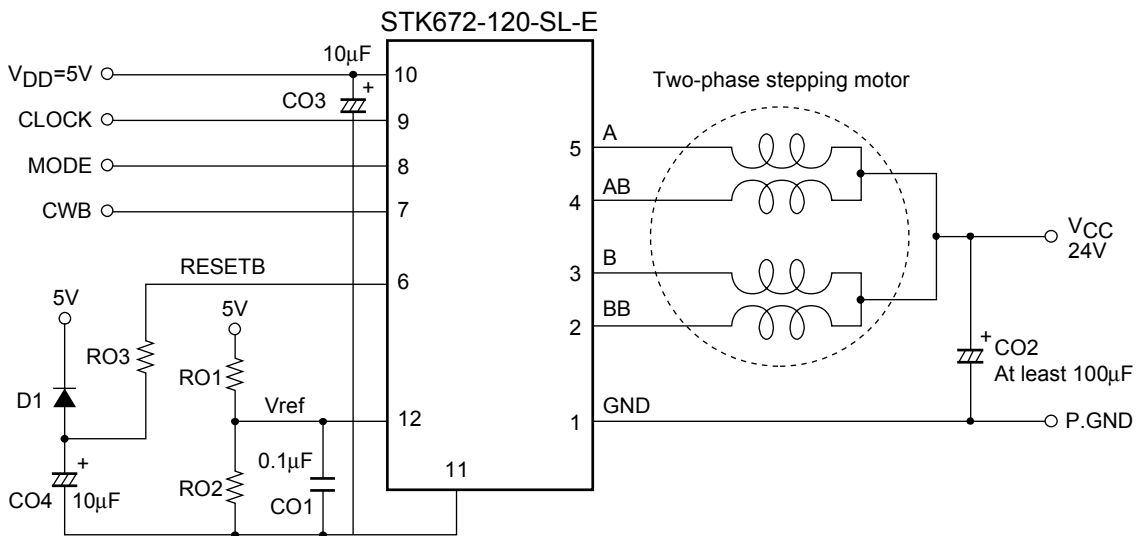 STK672-120-SL-E
VDD=5V
10μF
+
CO3
10
CLOCK
9
MODE
8
CWB
7
RESETB
6
5V
RO3
D1
+
CO4
10μF
5V
RO1
Vref
12
RO2
0.1μF
CO1
11
Two-phase stepping motor
5
A
4
AB
3
B
2
BB
1
GND
VCC
24V
+
CO2
At least 100μF
P.GND